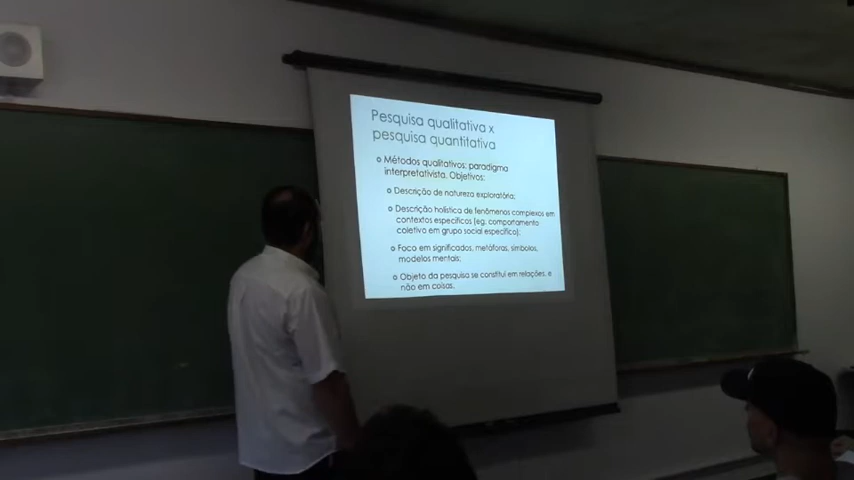 Pesquisa qualitativa x
pesquisa quantitativa
Métodos qualitativos: paradigma
interpretativista. Objetivos:
Descrição de natureza exploratória;
Descrição holística de fenômenos complexos em
contextos específicos (eg. comportamento
coletivo em grupo social específico);
Foco em significados, metáforas, símbolos,
modelos mentais;
Objeto da pesquisa se constitui em relações, e
não em coisas.